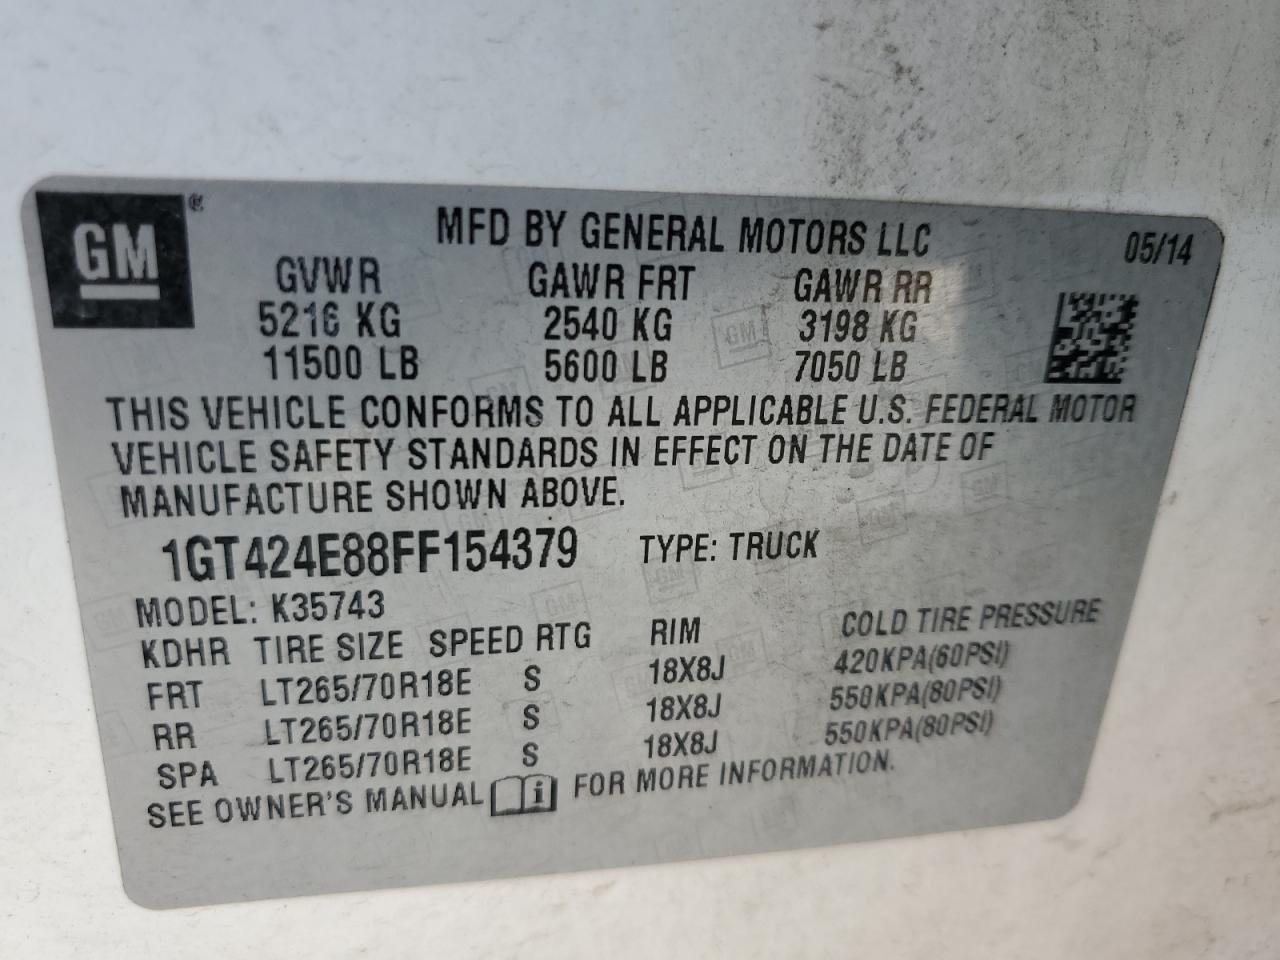 GM®
MFD BY GENERAL MOTORS LLC
05/14
GVWR GAWR FRT GAWR RR
5216 KG 2540 KG 3198 KG
11500 LB 5600 LB 7050 LB
THIS VEHICLE CONFORMS TO ALL APPLICABLE U.S. FEDERAL MOTOR
VEHICLE SAFETY STANDARDS IN EFFECT ON THE DATE OF
MANUFACTURE SHOWN ABOVE.
1GT424E88FF154379 TYPE: TRUCK
MODEL: K35743
KDHR TIRE SIZE SPEED RTG RIM COLD TIRE PRESSURE
FRT LT265/70R18E S 18X8J 420KPA(60PSI)
RR LT265/70R18E S 18X8J 550KPA(80PSI)
SPA LT265/70R18E S 18X8J 550KPA(80PSI)
SEE OWNER'S MANUAL i FOR MORE INFORMATION.